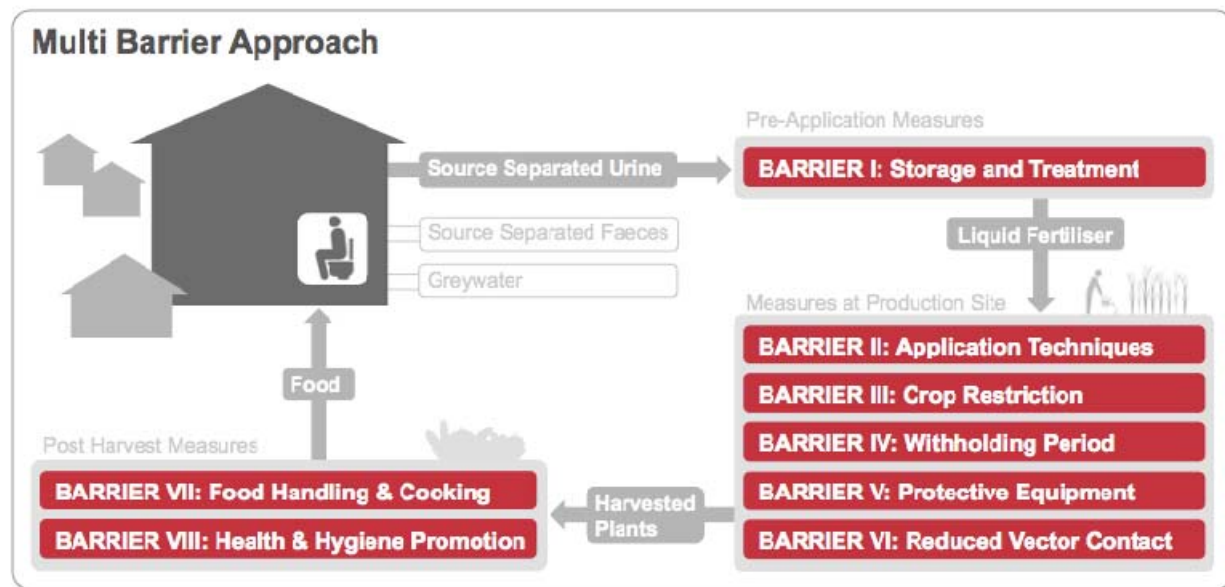 Multi Barrier Approach
Source Separated Urine
Source Separated Faeces
Greywater
Pre-Application Measures
BARRIER I: Storage and Treatment
Liquid Fertiliser
Measures at Production Site
BARRIER II: Application Techniques
BARRIER III: Crop Restriction
BARRIER IV: Withholding Period
BARRIER V: Protective Equipment
BARRIER VI: Reduced Vector Contact
Harvested
Plants
Post Harvest Measures
BARRIER VII: Food Handling & Cooking
BARRIER VIII: Health & Hygiene Promotion
Food